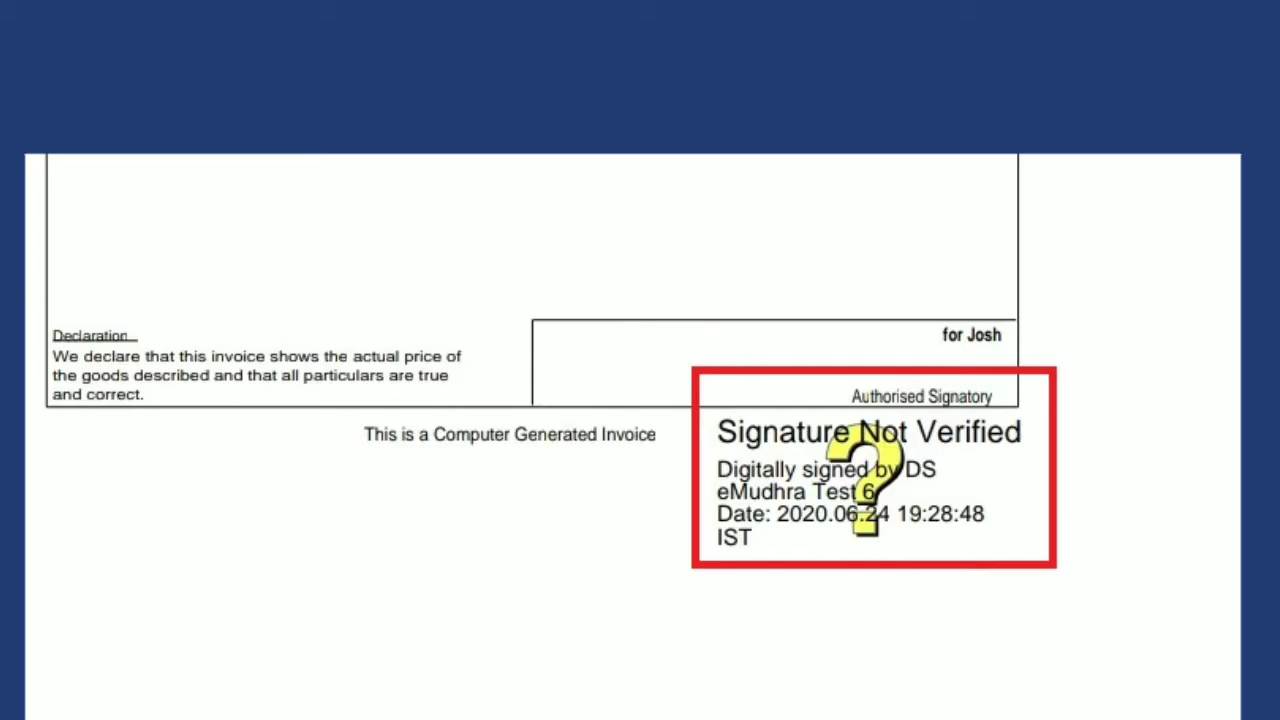 Declaration
We declare that this invoice shows the actual price of
the goods described and that all particulars are true
and correct.
for Josh
Authorised Signatory
This is a Computer Generated Invoice
Signature Not Verified
Digitally signed by DS
eMudhra Test 6
Date: 2020.06.24 19:28:48
IST